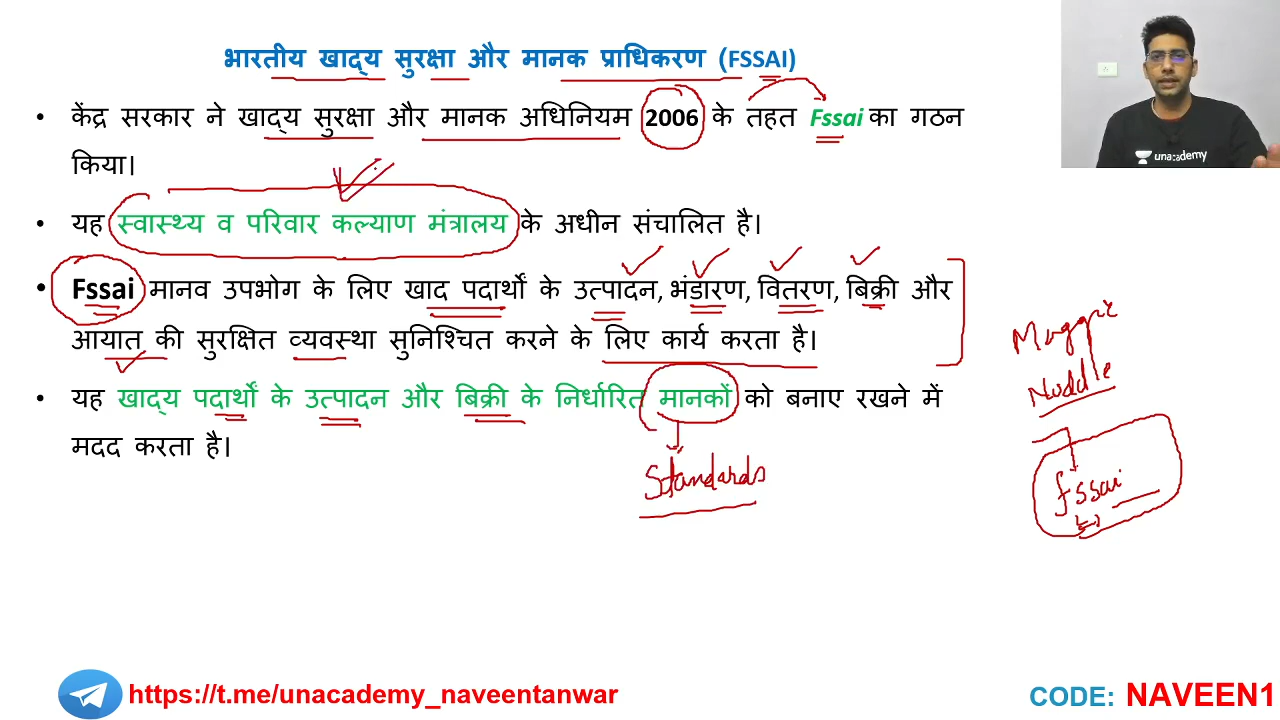 भारतीय खाद्य सुरक्षा और मानक प्राधिकरण (FSSAI)
• केंद्र सरकार ने खाद्य सुरक्षा और मानक अधिनियम 2006 के तहत Fssai का गठन
किया।
• यह स्वास्थ्य व परिवार कल्याण मंत्रालय के अधीन संचालित है।
• Fssai मानव उपभोग के लिए खाद पदार्थों के उत्पादन, भंडारण, वितरण, बिक्री और
आयात की सुरक्षित व्यवस्था सुनिश्चित करने के लिए कार्य करता है।
• यह खाद्य पदार्थों के उत्पादन और बिक्री के निर्धारित मानकों को बनाए रखने में
मदद करता है।
Standards
Maggie
Nuddle
fssai
unacademy
https://t.me/unacademy_naveentanwar
CODE: NAVEEN1